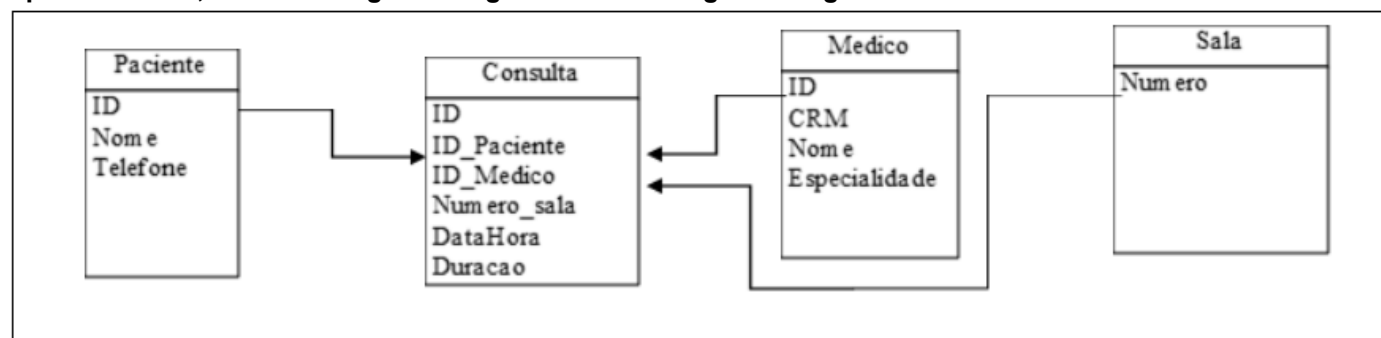 Paciente
ID
Nome
Telefone
Consulta
ID
ID_Paciente
ID_Medico
Numero_sala
DataHora
Duracao
Medico
ID
CRM
Nome
Especialidade
Sala
Numero